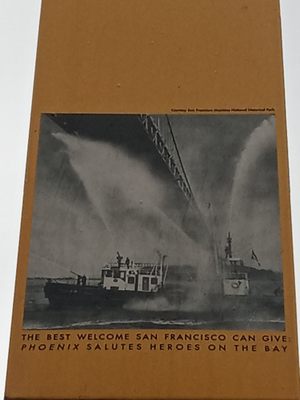 Courtesy San Francisco Maritime National Historical Park
THE BEST WELCOME SAN FRANCISCO CAN GIVE:
PHOENIX SALUTES HEROES ON THE BAY